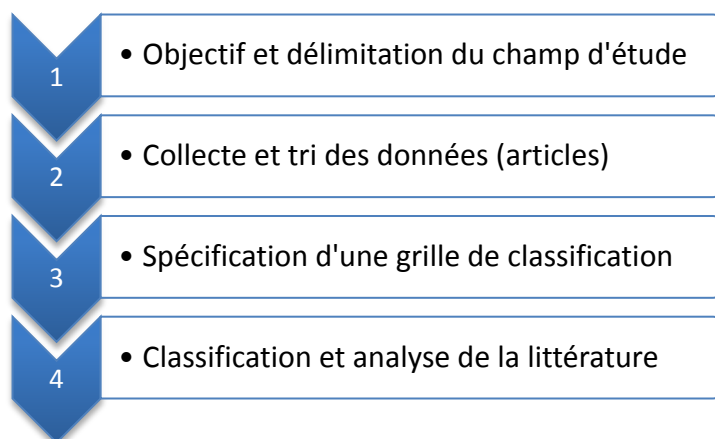 1
• Objectif et délimitation du champ d'étude
2
• Collecte et tri des données (articles)
3
• Spécification d'une grille de classification
4
• Classification et analyse de la littérature